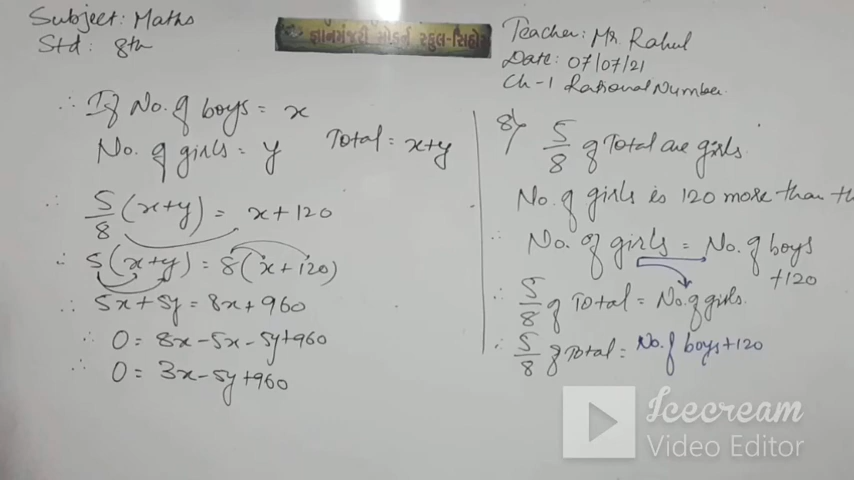 Subject: Maths
Std: 8th
જ્ઞાનમંજરી મોડર્ન સ્કુલ-સિહોર
Teacher: Mr. Rahul
Date: 07/07/21
Ch-1 Rational Number.
∴ If No. of boys = x
No. of girls = y Total = x+y
∴ 5/8 (x+y) = x+120
∴ 5(x+y) = 8(x+120)
∴ 5x+5y = 8x+960
∴ 0 = 8x-5x-5y+960
∴ 0 = 3x-5y+960
8) 5/8 of Total are girls.
No. of girls is 120 more than th
∴ No. of girls = No. of boys
+120
∴ 5/8 of Total = No. of girls.
∴ 5/8 of Total = No. of boys+120
Icecream
Video Editor